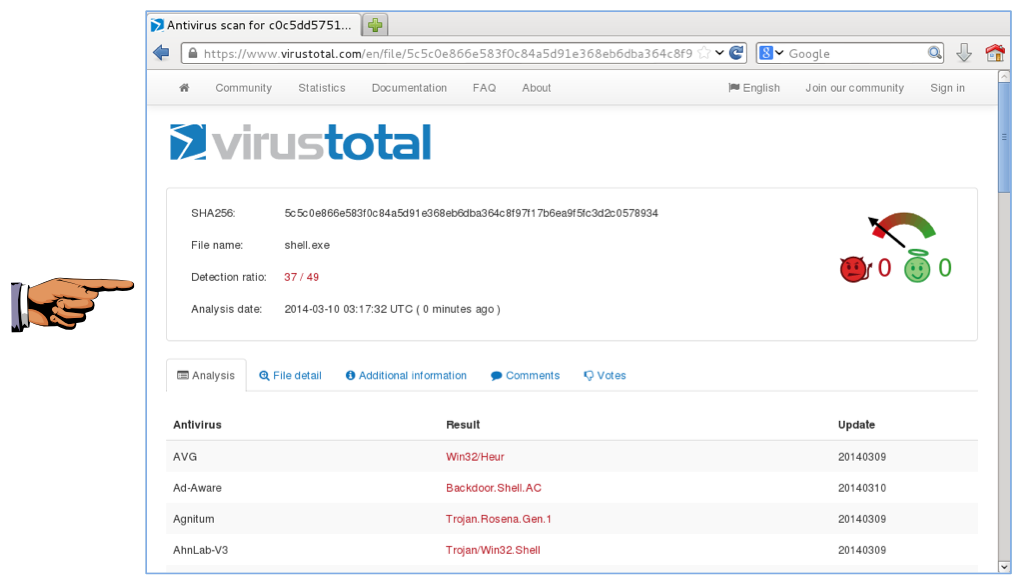 Antivirus scan for c0c5dd5751...
https://www.virustotal.com/en/file/5c5c0e866e583f0c84a5d91e368eb6dba364c8f9 Google
Community Statistics Documentation FAQ About English Join our community Sign in
virustotal
SHA256: 5c5c0e866e583f0c84a5d91e368eb6dba364c8f97f17b6ea9f5fc3d2c0578934
File name: shell.exe
Detection ratio: 37 / 49
0 0
Analysis date: 2014-03-10 03:17:32 UTC ( 0 minutes ago )
Analysis File detail Additional information Comments Votes
Antivirus Result Update
AVG Win32/Heur 20140309
Ad-Aware Backdoor.Shell.AC 20140310
Agnitum Trojan.Rosena.Gen.1 20140309
AhnLab-V3 Trojan/Win32.Shell 20140309